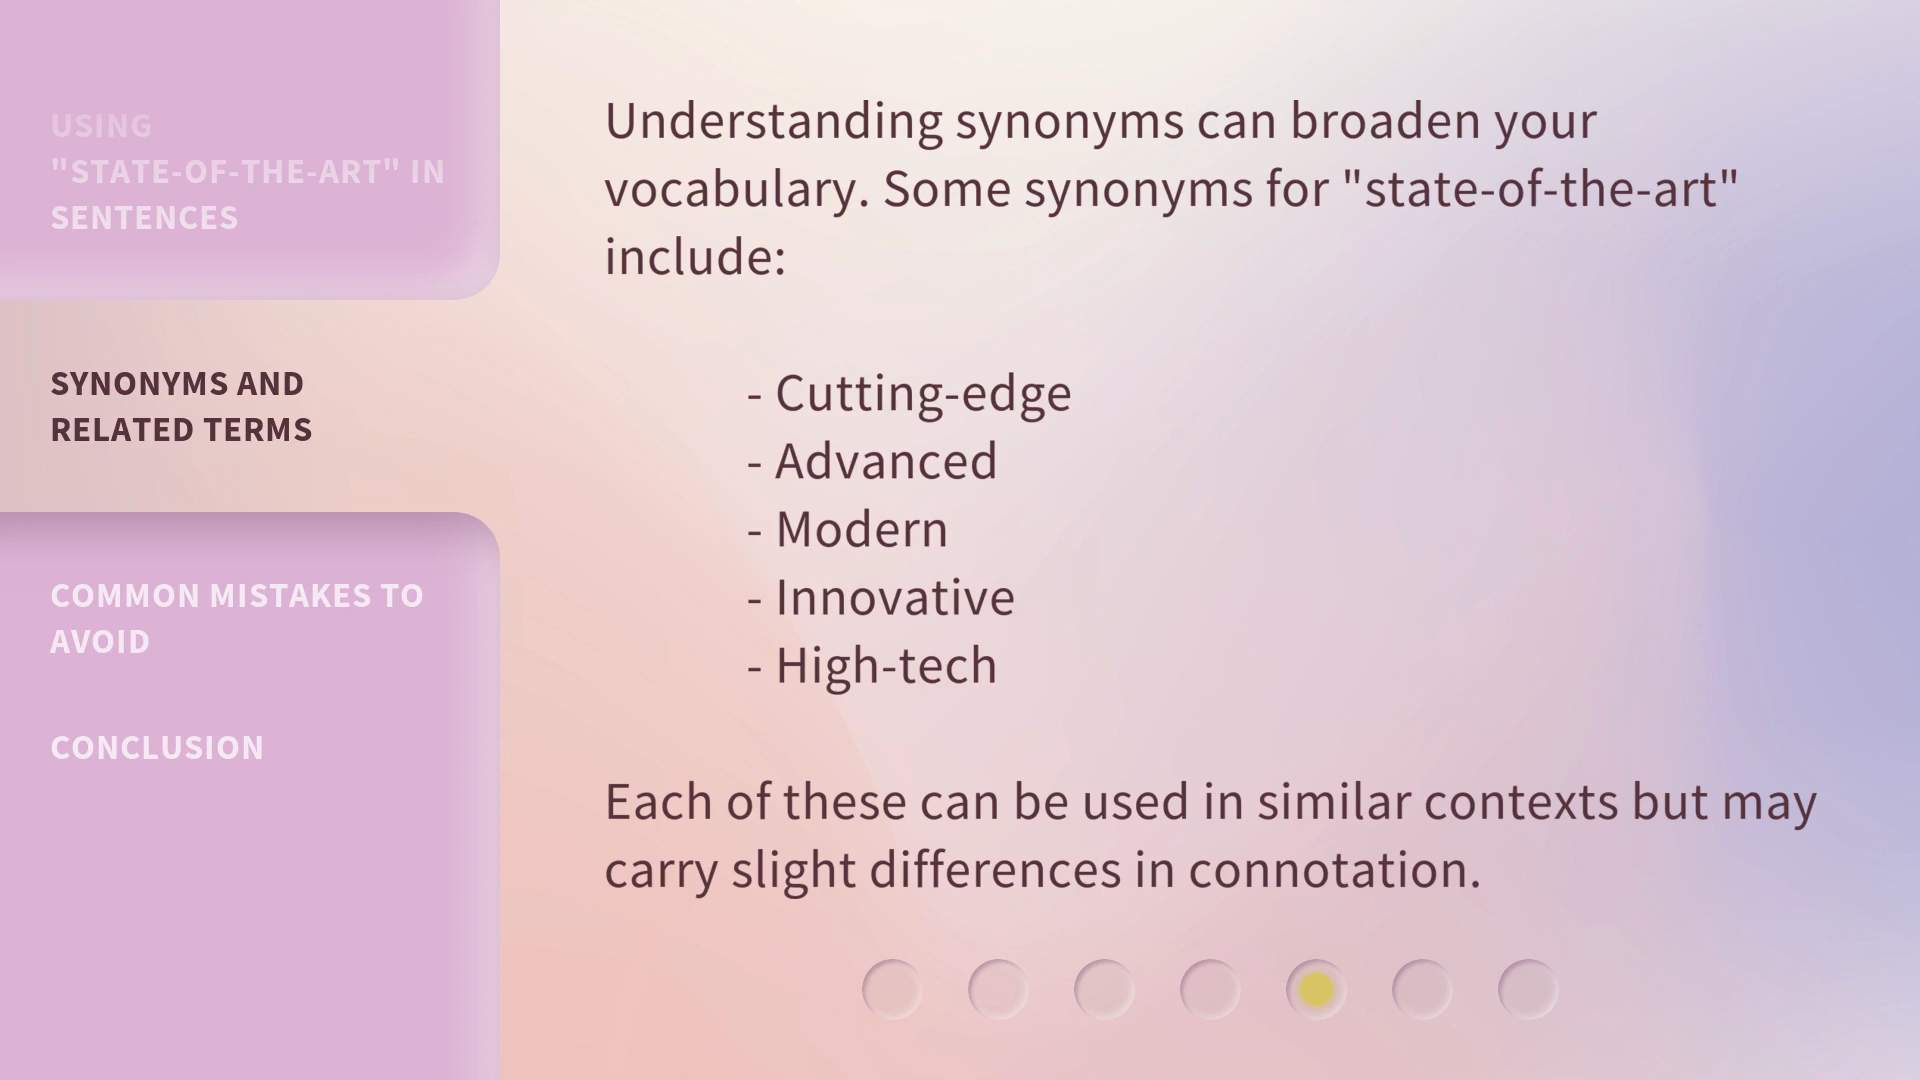 USING
"STATE-OF-THE-ART" IN
SENTENCES
SYNONYMS AND
RELATED TERMS
COMMON MISTAKES TO
AVOID
CONCLUSION
Understanding synonyms can broaden your
vocabulary. Some synonyms for "state-of-the-art"
include:
- Cutting-edge
- Advanced
- Modern
- Innovative
- High-tech
Each of these can be used in similar contexts but may
carry slight differences in connotation.